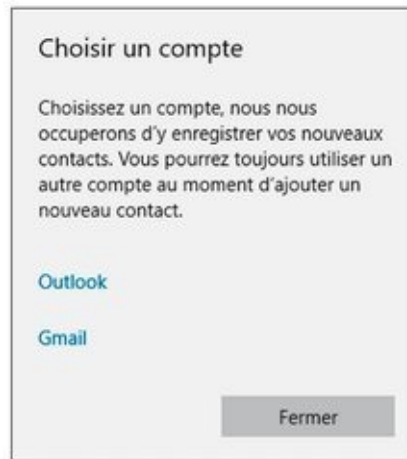 Choisir un compte
Choisissez un compte, nous nous
occuperons d'y enregistrer vos nouveaux
contacts. Vous pourrez toujours utiliser un
autre compte au moment d'ajouter un
nouveau contact.
Outlook
Gmail
Fermer